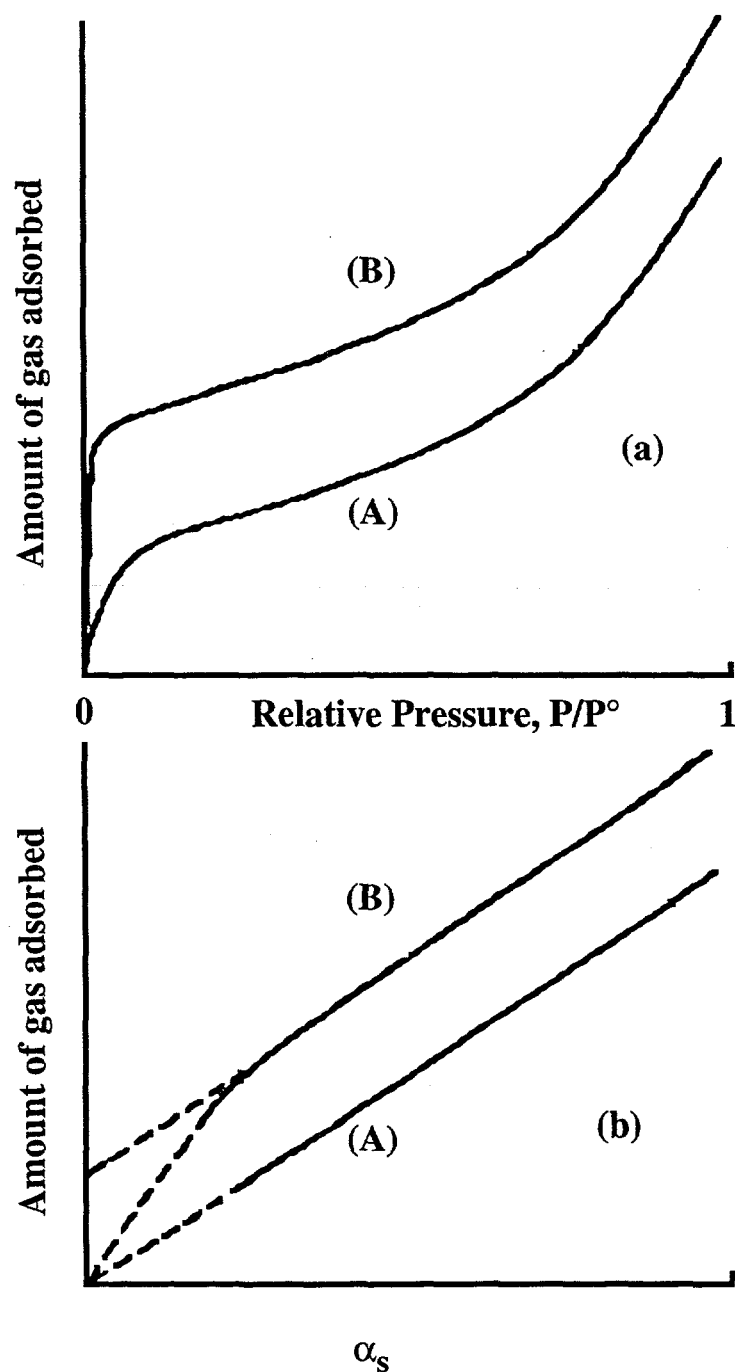 Amount of gas adsorbed
(B)
(a)
(A)
0 Relative Pressure, P/P° 1
Amount of gas adsorbed
(B)
(A)
(b)
αs